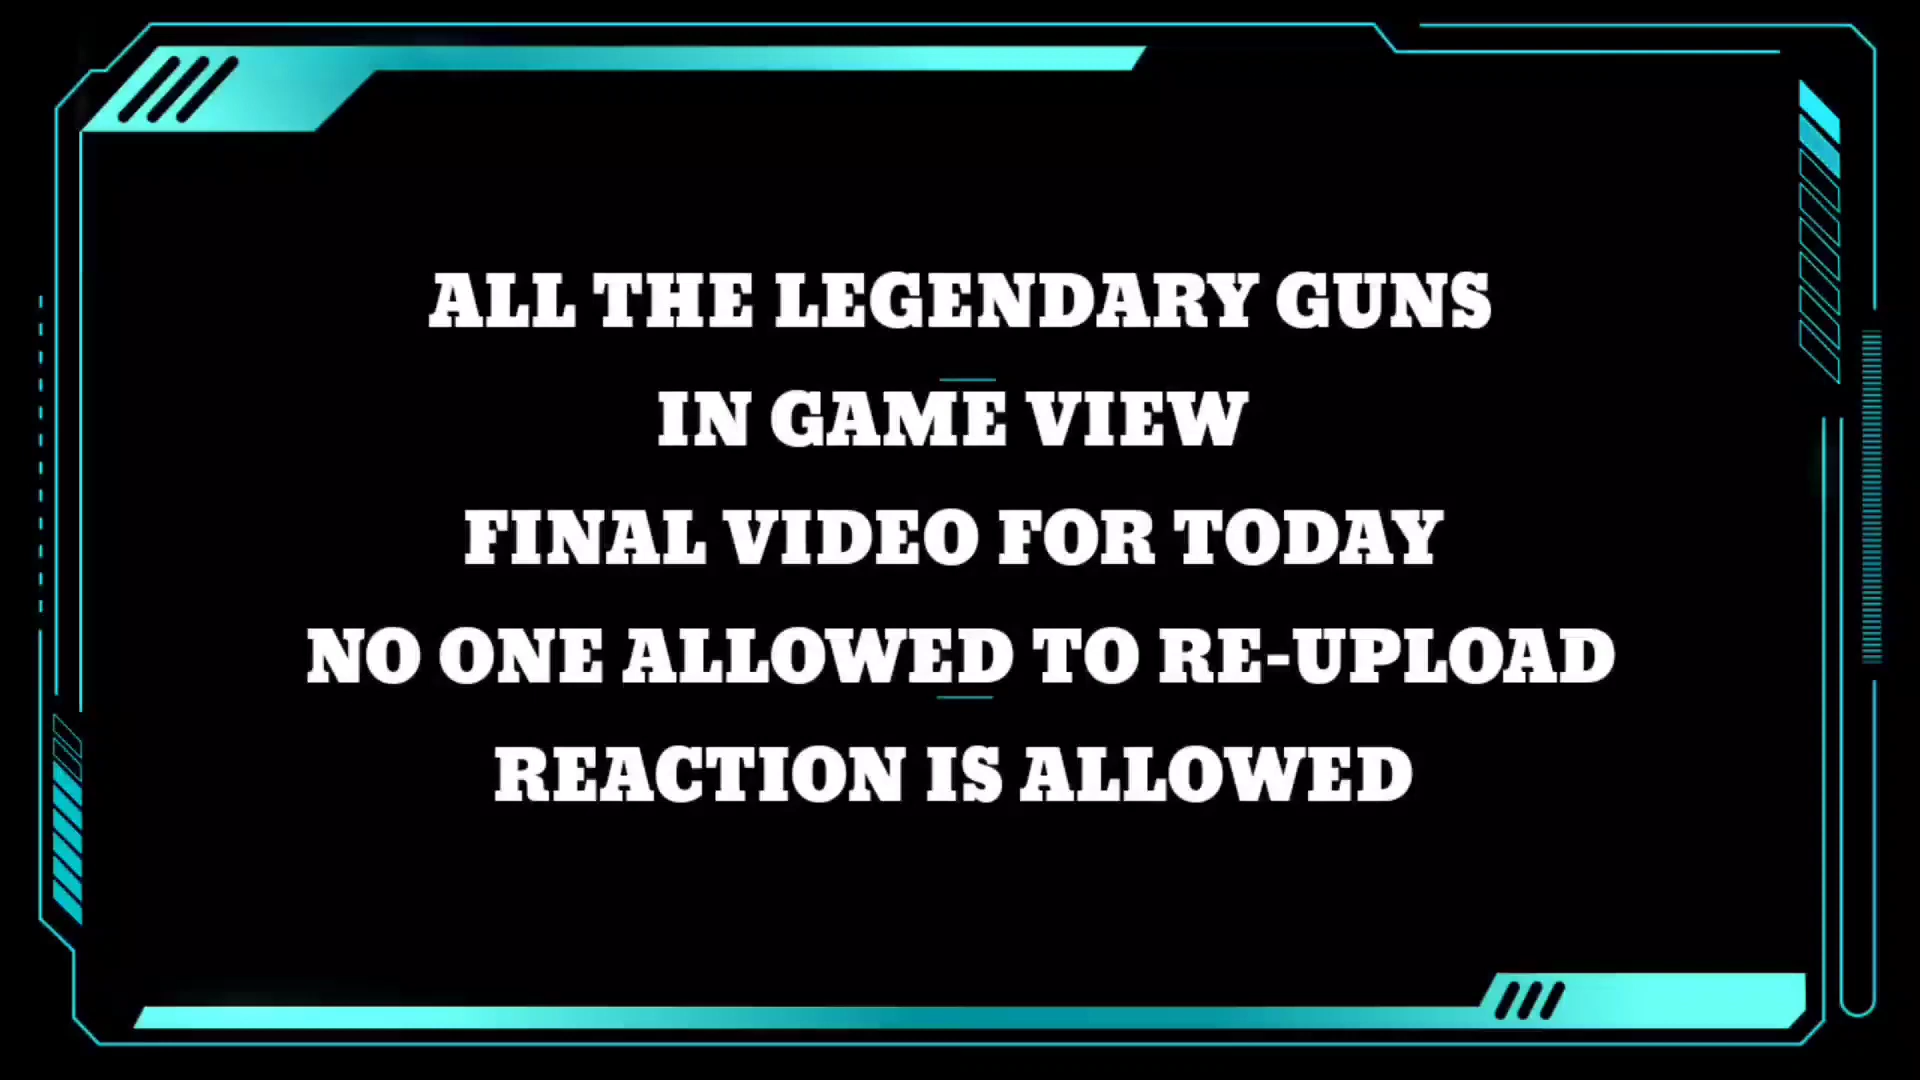 ALL THE LEGENDARY GUNS
IN GAME VIEW
FINAL VIDEO FOR TODAY
NO ONE ALLOWED TO RE-UPLOAD
REACTION IS ALLOWED